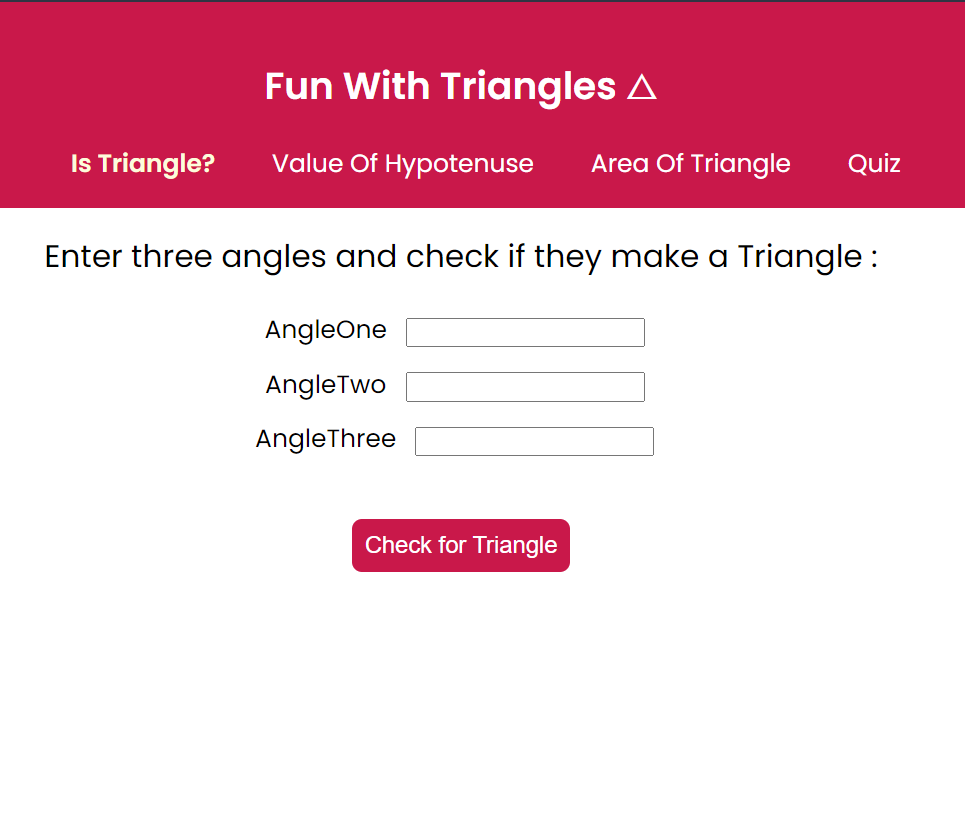 Fun With Triangles △
Is Triangle? Value Of Hypotenuse Area Of Triangle Quiz
Enter three angles and check if they make a Triangle :
AngleOne
AngleTwo
AngleThree
Check for Triangle